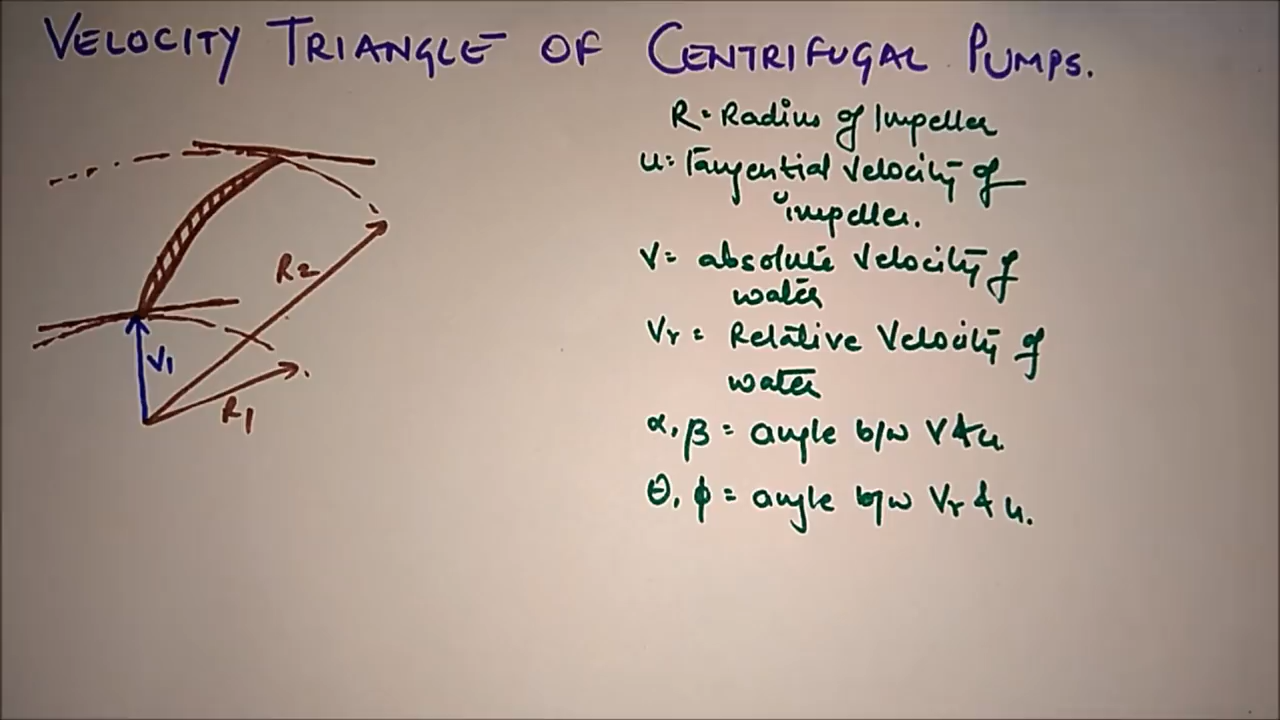 VELOCITY TRIANGLE OF CENTRIFUGAL PUMPS.
R = Radius of Impeller
u = Tangential velocity of
impeller.
V = absolute velocity of
water
Vr = Relative Velocity of
water
α, β = angle b/w V & u
θ, ϕ = angle b/w Vr & u.
R2
V1
R1